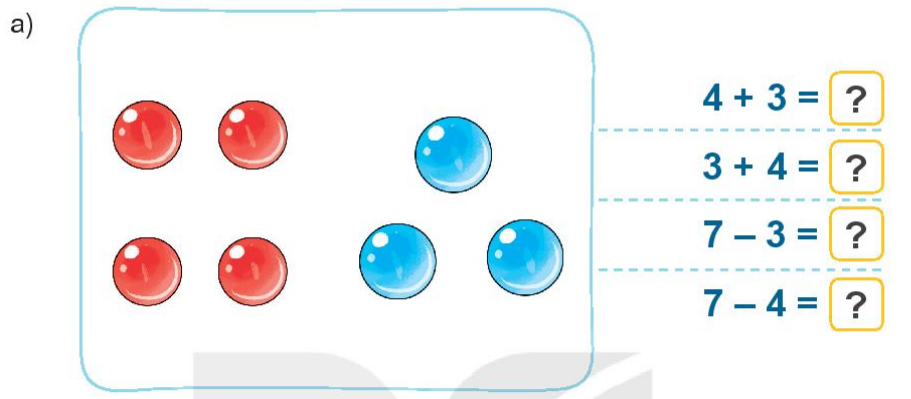 a)
4 + 3 = ?
3 + 4 = ?
7 – 3 = ?
7 – 4 = ?